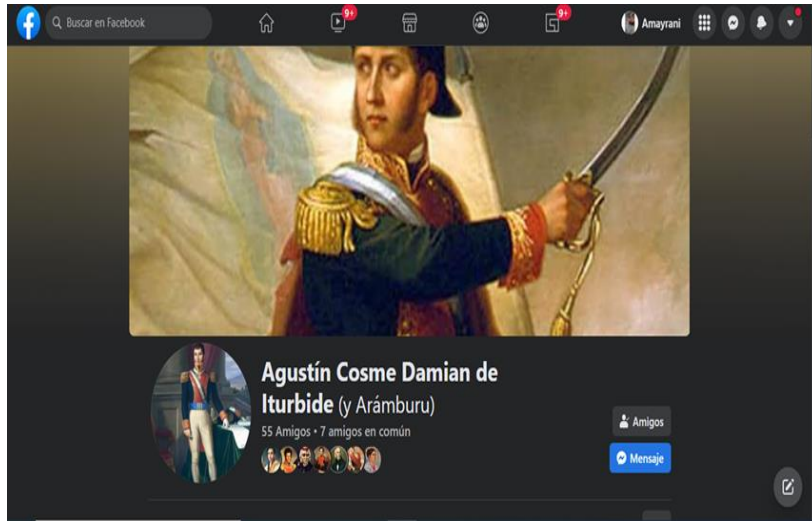 Buscar en Facebook
9+
9+
Amayrani
Agustín Cosme Damian de
Iturbide (y Arámburu)
55 Amigos • 7 amigos en común
Amigos
Mensaje